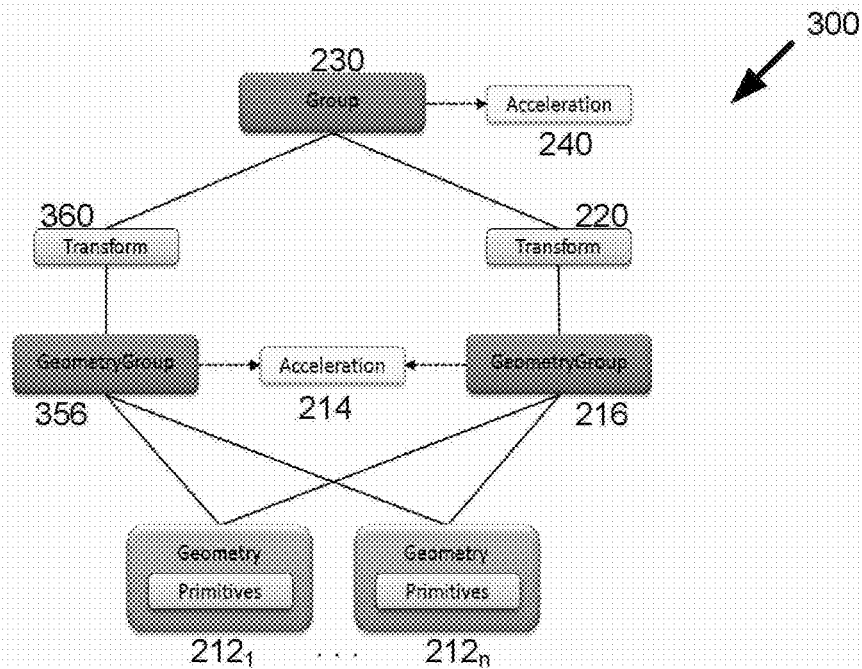 300
230
Group
Acceleration
240
360
220
Transform
Transform
GeometryGroup
Acceleration
GeometryGroup
356
214
216
Geometry
Geometry
Primitives
Primitives
212₁ . . . 212ₙ